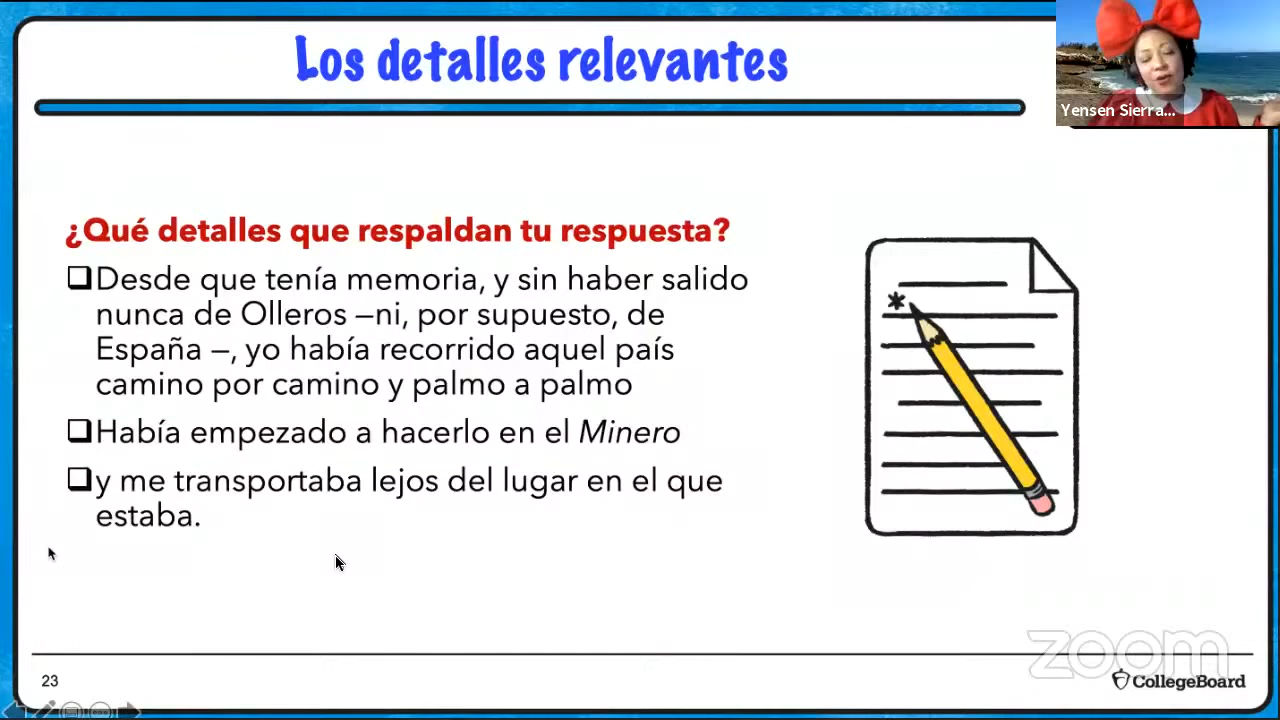 Los detalles relevantes
Yensen Sierra...
¿Qué detalles que respaldan tu respuesta?
Desde que tenía memoria, y sin haber salido
nunca de Olleros —ni, por supuesto, de
España —, yo había recorrido aquel país
camino por camino y palmo a palmo
Había empezado a hacerlo en el Minero
y me transportaba lejos del lugar en el que
estaba.
zoom
23
CollegeBoard